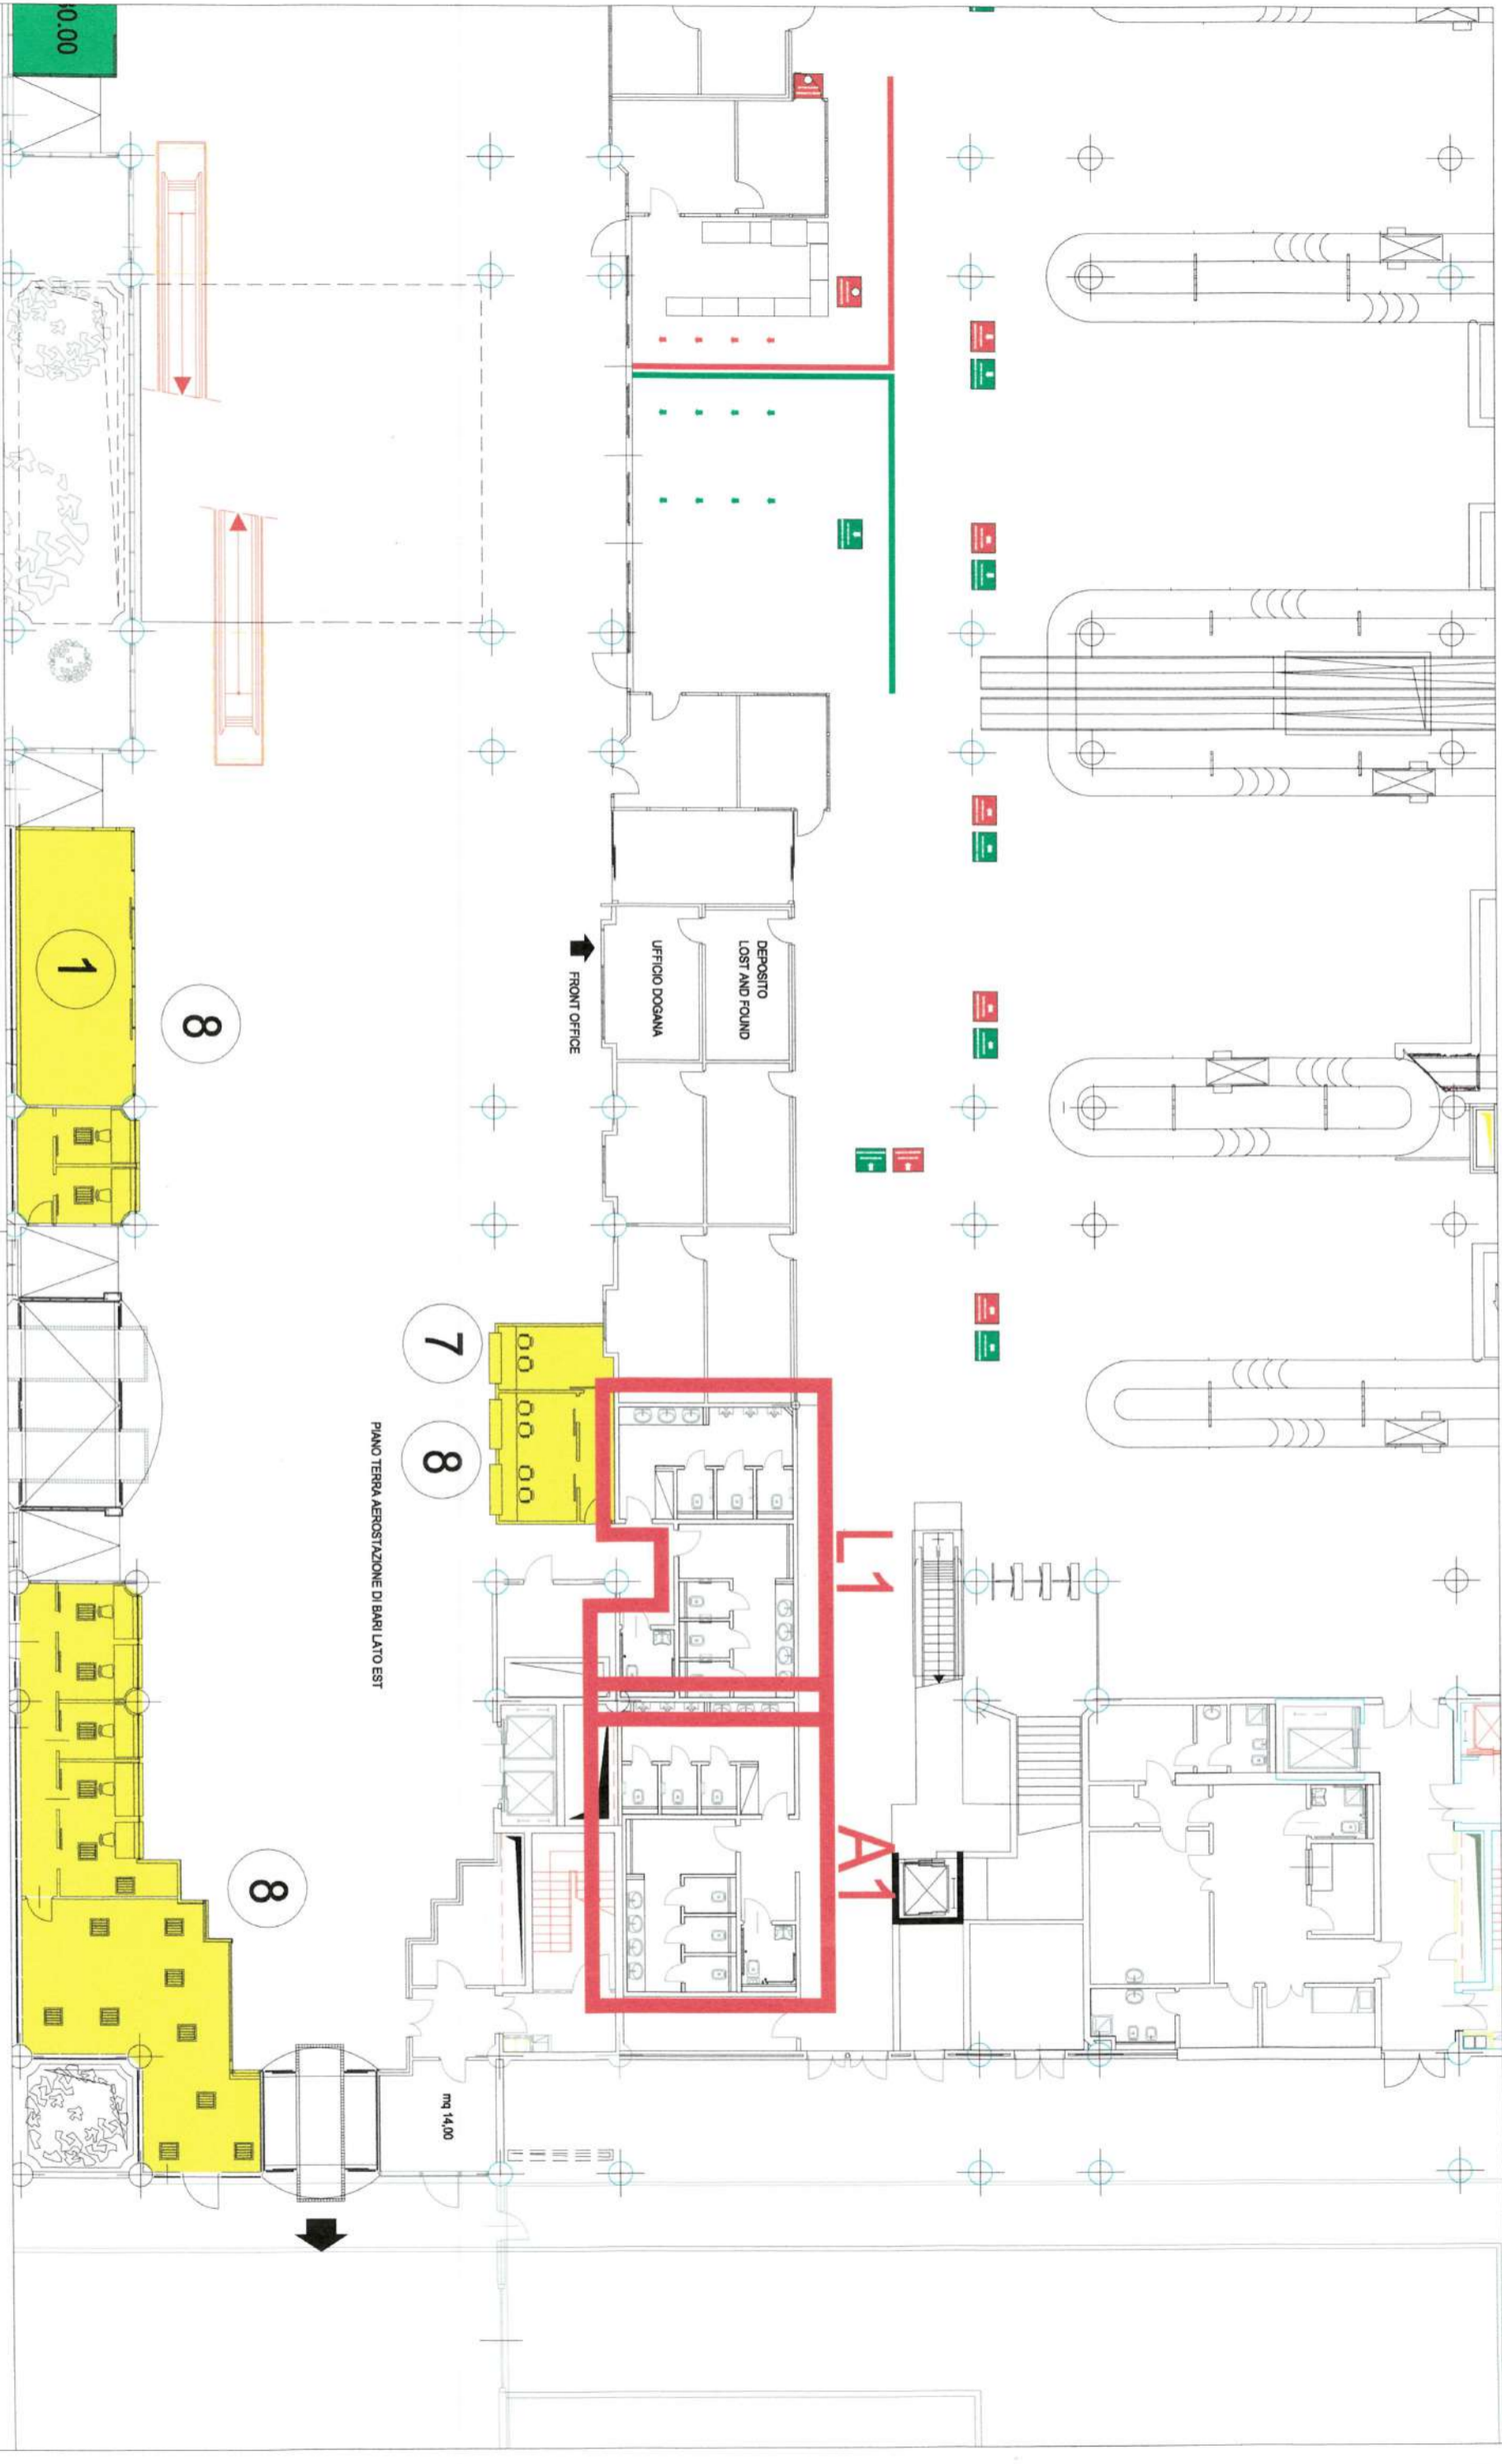 30.00
L1
A1
DEPOSITO
LOST AND FOUND
UFFICIO DOGANA
FRONT OFFICE
7
8
PIANO TERRA AEROSTAZIONE DI BARI LATO EST
mq 14,00
8
8
1